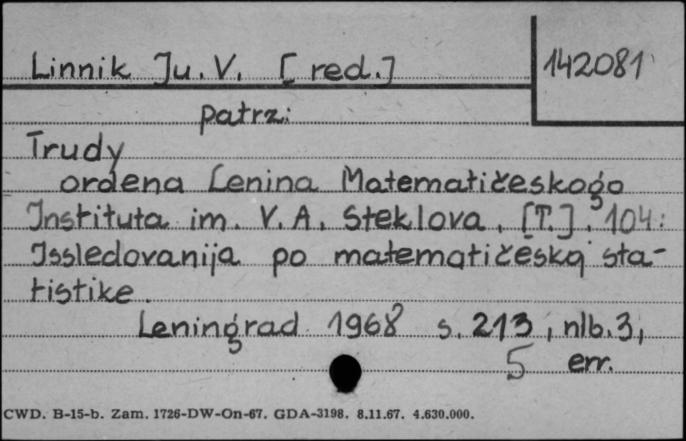 Linnik Ju. V. [red.] 142081
patrz:
Trudy
ordena Lenina Matematičeskogo
Instituta im. V. A. Steklova, [T.], 104:
Issledovanija po matematičeskoj sta-
tistike.
Leningrad 1968 s. 213, nlb. 3,
5 err.
CWD. B-15-b. Zam. 1726-DW-On-67. GDA-3198. 8.11.67. 4.630.000.